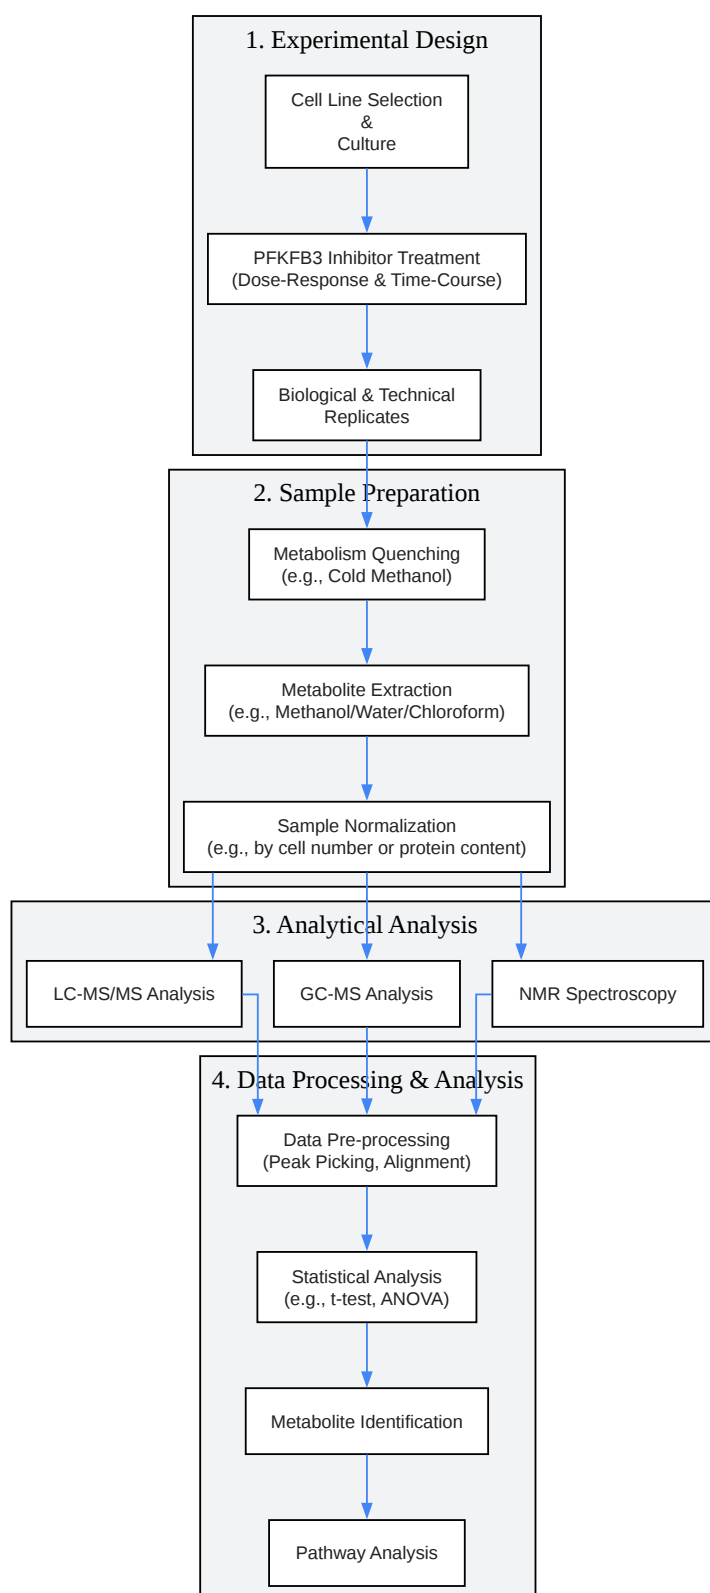 1. Experimental Design
Cell Line Selection
&
Culture
PFKFB3 Inhibitor Treatment
(Dose-Response & Time-Course)
Biological & Technical
Replicates
2. Sample Preparation
Metabolism Quenching
(e.g., Cold Methanol)
Metabolite Extraction
(e.g., Methanol/Water/Chloroform)
Sample Normalization
(e.g., by cell number or protein content)
3. Analytical Analysis
LC-MS/MS Analysis
GC-MS Analysis
NMR Spectroscopy
4. Data Processing & Analysis
Data Pre-processing
(Peak Picking, Alignment)
Statistical Analysis
(e.g., t-test, ANOVA)
Metabolite Identification
Pathway Analysis